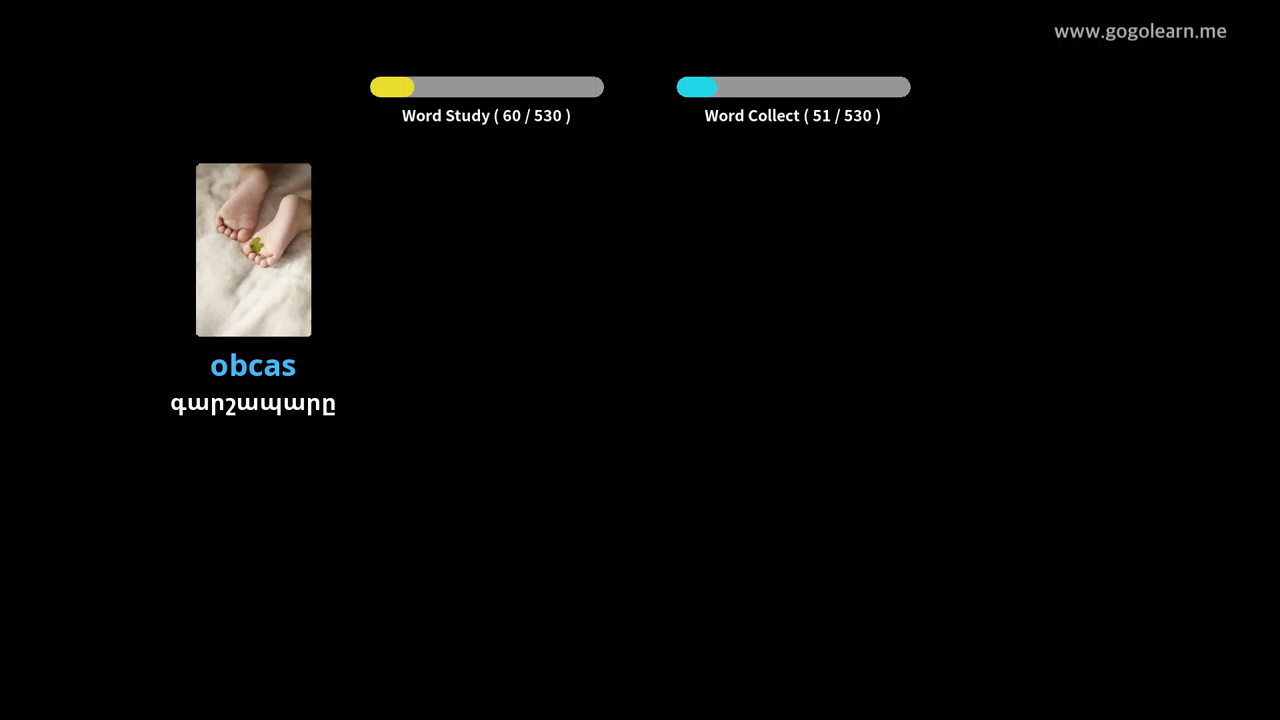 www.gogolearn.me
Word Study ( 60 / 530 )
Word Collect ( 51 / 530 )
obcas
գարշապարը